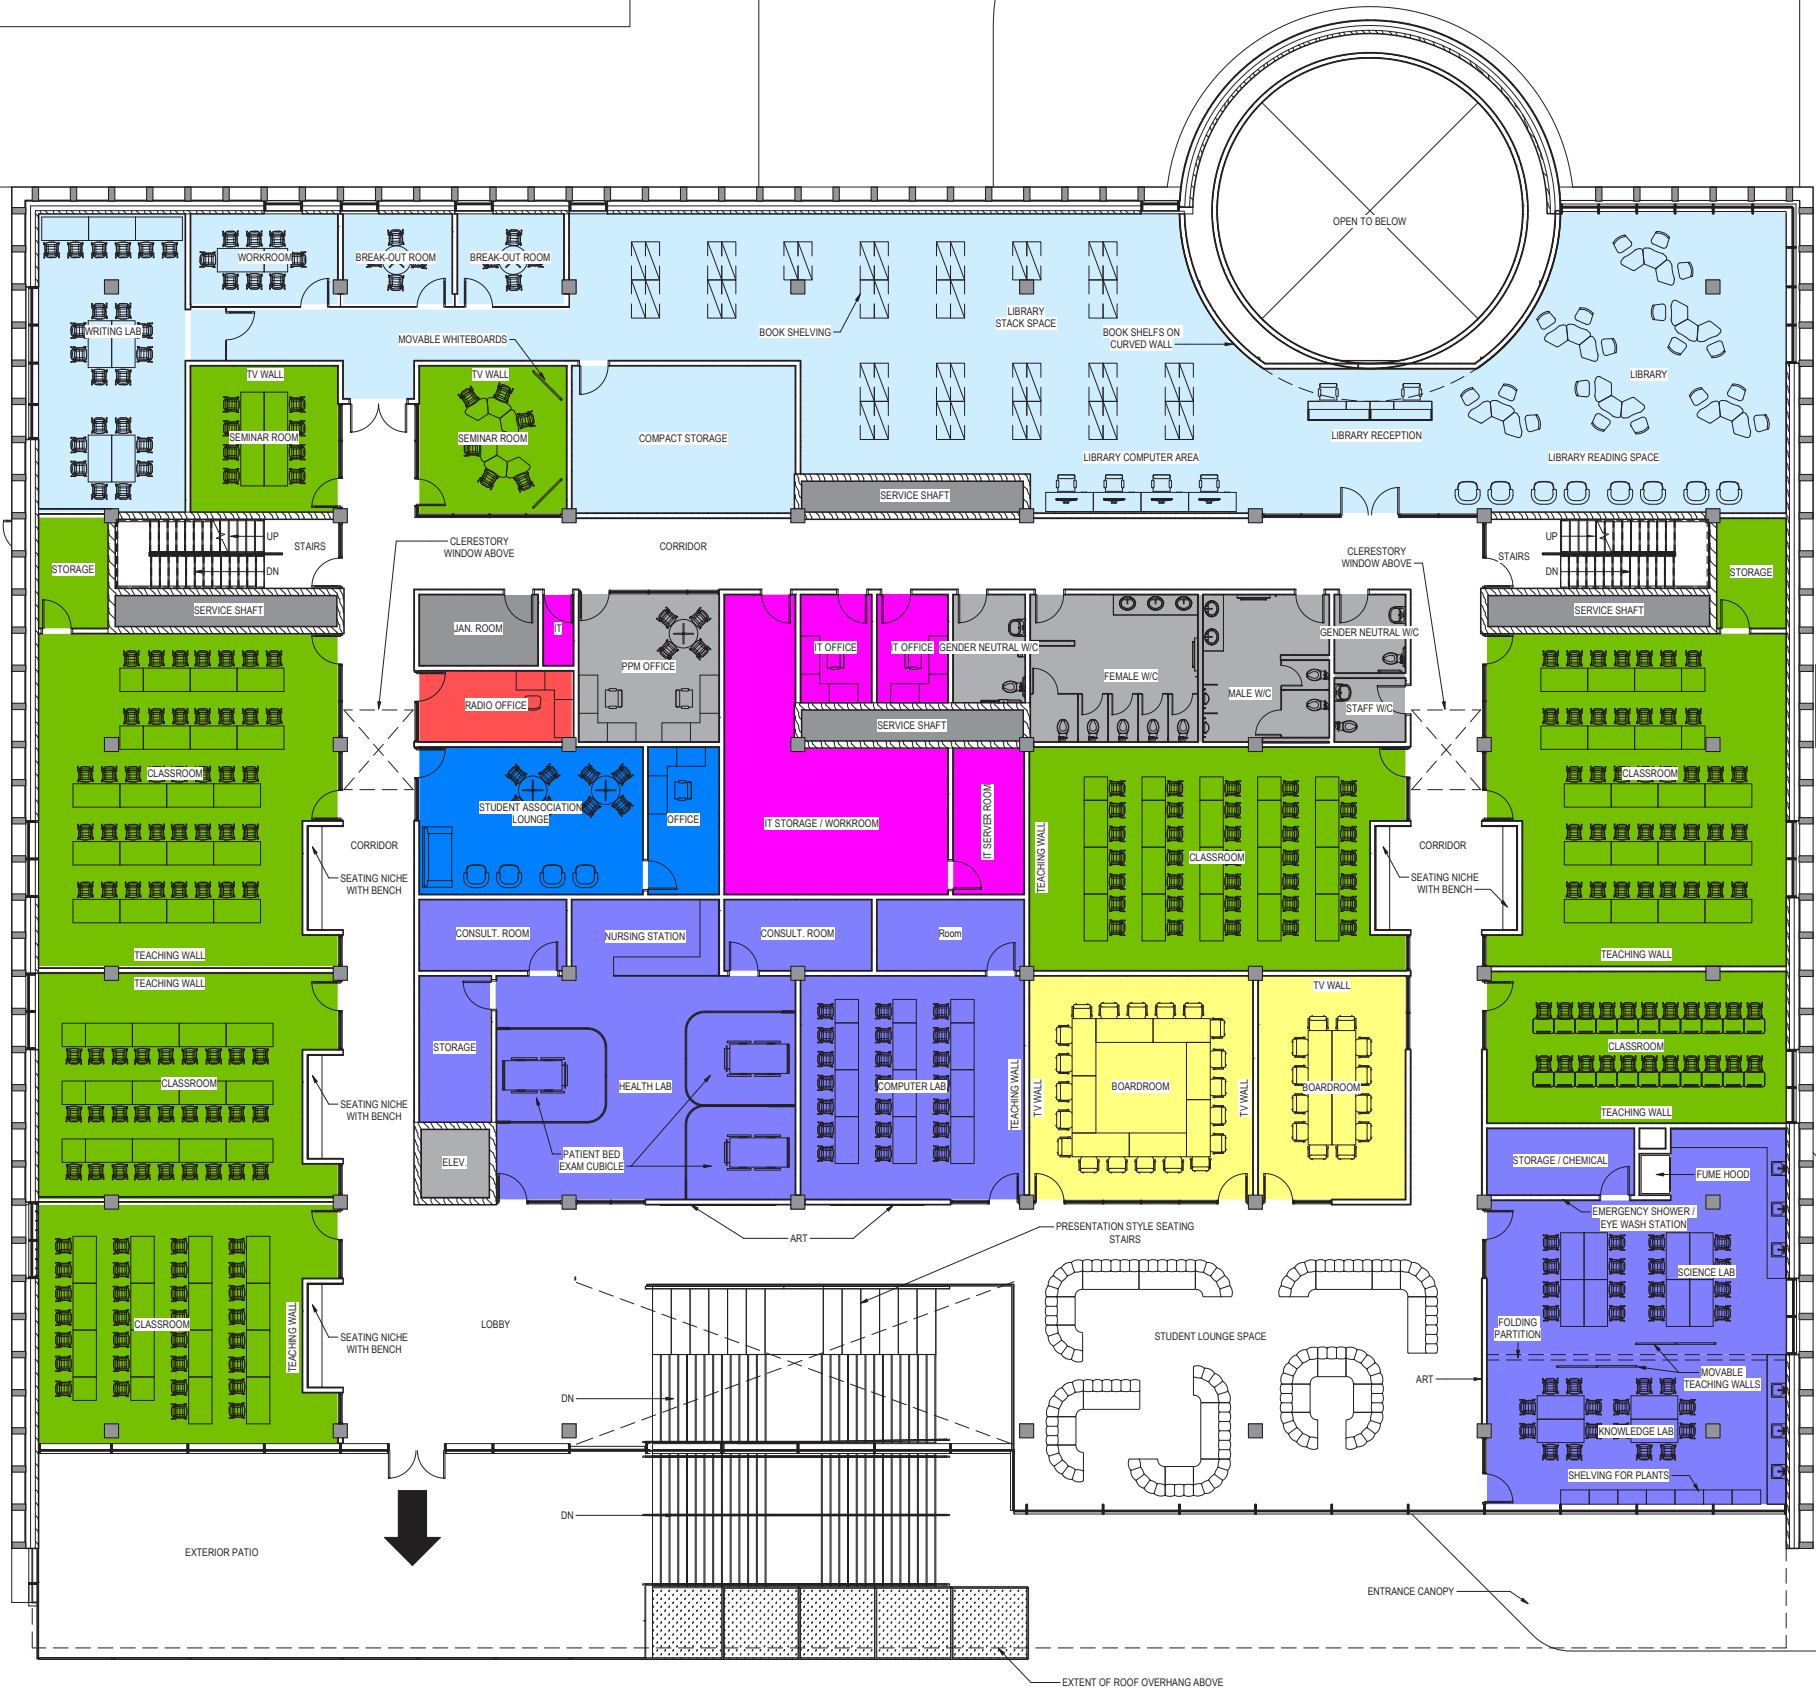 OPEN TO BELOW
WORKROOM
BREAK-OUT ROOM
BREAK-OUT ROOM
WRITING LAB
MOVABLE WHITEBOARDS
BOOK SHELVING
LIBRARY
STACK SPACE
BOOK SHELFS ON
CURVED WALL
TV WALL
TV WALL
LIBRARY
SEMINAR ROOM
SEMINAR ROOM
COMPACT STORAGE
LIBRARY RECEPTION
LIBRARY COMPUTER AREA
LIBRARY READING SPACE
SERVICE SHAFT
UP
STAIRS
DN
CLERESTORY
WINDOW ABOVE
CORRIDOR
CLERESTORY
WINDOW ABOVE
UP
STAIRS
DN
STORAGE
STORAGE
SERVICE SHAFT
SERVICE SHAFT
JAN. ROOM
IT
PPM OFFICE
IT OFFICE
IT OFFICE
GENDER NEUTRAL W/C
GENDER NEUTRAL W/C
FEMALE W/C
MALE W/C
STAFF W/C
RADIO OFFICE
SERVICE SHAFT
CLASSROOM
CLASSROOM
STUDENT ASSOCIATION
LOUNGE
OFFICE
IT STORAGE / WORKROOM
IT SERVER ROOM
TEACHING WALL
CLASSROOM
CORRIDOR
CORRIDOR
SEATING NICHE
WITH BENCH
SEATING NICHE
WITH BENCH
CONSULT. ROOM
NURSING STATION
CONSULT. ROOM
Room
TEACHING WALL
TEACHING WALL
TEACHING WALL
TV WALL
STORAGE
CLASSROOM
CLASSROOM
HEALTH LAB
COMPUTER LAB
TEACHING WALL
TV WALL
BOARDROOM
TV WALL
BOARDROOM
SEATING NICHE
WITH BENCH
TEACHING WALL
ELEV.
PATIENT BED
EXAM CUBICLE
STORAGE / CHEMICAL
FUME HOOD
EMERGENCY SHOWER /
EYE WASH STATION
ART
PRESENTATION STYLE SEATING
STAIRS
SCIENCE LAB
CLASSROOM
TEACHING WALL
SEATING NICHE
WITH BENCH
LOBBY
STUDENT LOUNGE SPACE
FOLDING
PARTITION
ART
MOVABLE
TEACHING WALLS
DN
KNOWLEDGE LAB
SHELVING FOR PLANTS
DN
EXTERIOR PATIO
ENTRANCE CANOPY
EXTENT OF ROOF OVERHANG ABOVE